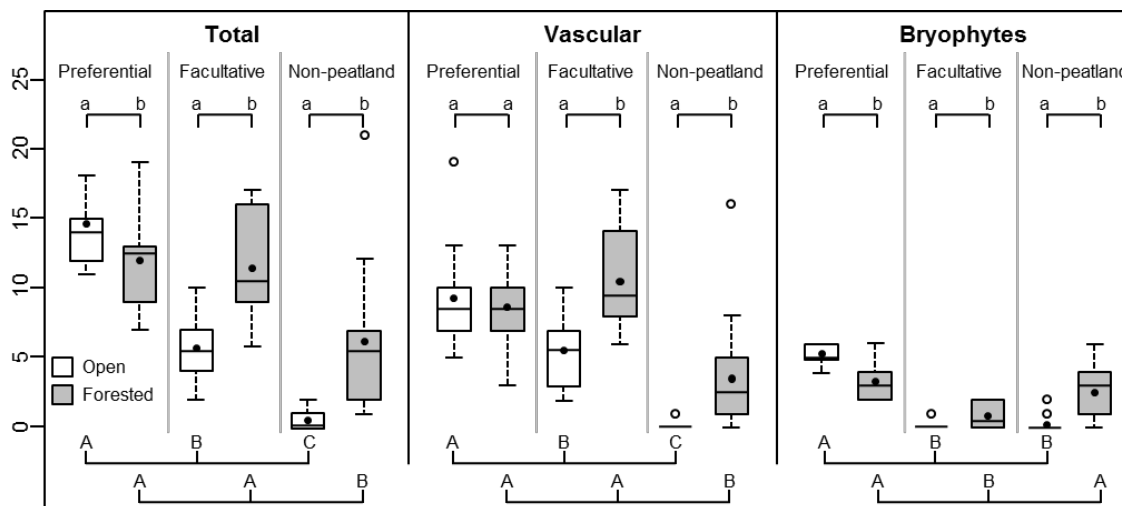 Total Vascular Bryophytes
Preferential Facultative Non-peatland Preferential Facultative Non-peatland Preferential Facultative Non-peatland
a b a b a b a a a b a b a b a b a b
25
20
15
10
5
0
Open
Forested
A B C A B C A B B
A A B A A B A B A